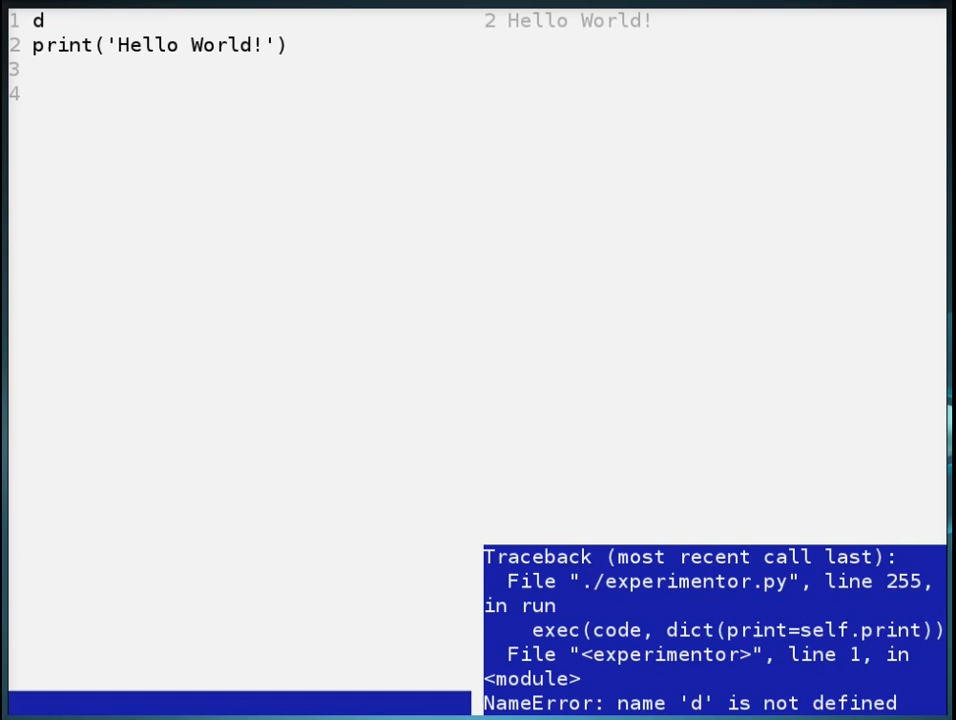 1 d
2 print('Hello World!')
3
4
2 Hello World!
Traceback (most recent call last):
  File "./experimentor.py", line 255,
in run
    exec(code, dict(print=self.print))
  File "<experimentor>", line 1, in
<module>
NameError: name 'd' is not defined